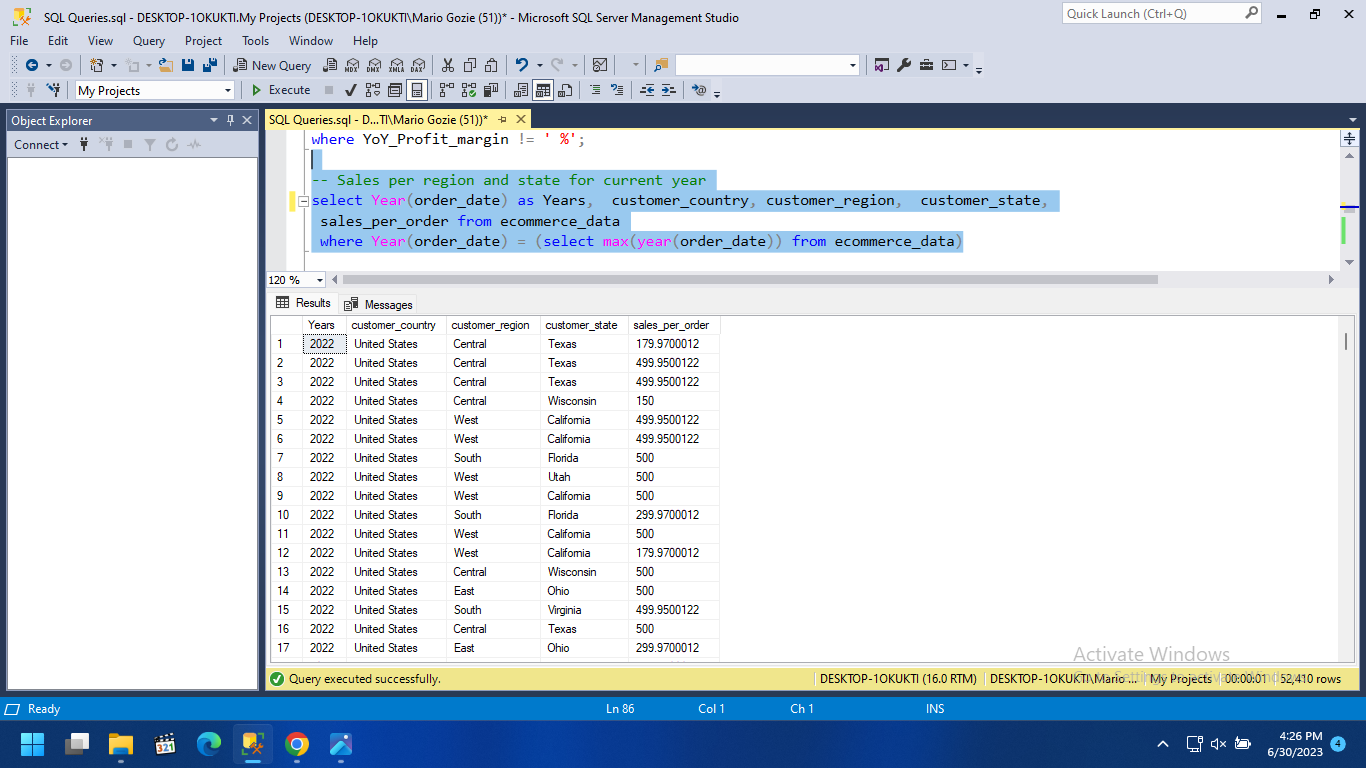 SQL Queries.sql - DESKTOP-1OKUKTI.My Projects (DESKTOP-1OKUKTI\Mario Gozie (51))* - Microsoft SQL Server Management Studio
Quick Launch (Ctrl+Q)
File Edit View Query Project Tools Window Help
New Query MDX DMX XMLA DAX
My Projects Execute
Object Explorer
Connect
SQL Queries.sql - D...TI\Mario Gozie (51))*
where YoY_Profit_margin != ' %';
-- Sales per region and state for current year
select Year(order_date) as Years, customer_country, customer_region, customer_state,
sales_per_order from ecommerce_data
where Year(order_date) = (select max(year(order_date)) from ecommerce_data)
120 %
Results Messages
Years customer_country customer_region customer_state sales_per_order
1 2022 United States Central Texas 179.9700012
2 2022 United States Central Texas 499.9500122
3 2022 United States Central Texas 499.9500122
4 2022 United States Central Wisconsin 150
5 2022 United States West California 499.9500122
6 2022 United States West California 499.9500122
7 2022 United States South Florida 500
8 2022 United States West Utah 500
9 2022 United States West California 500
10 2022 United States South Florida 299.9700012
11 2022 United States West California 500
12 2022 United States West California 179.9700012
13 2022 United States Central Wisconsin 500
14 2022 United States East Ohio 500
15 2022 United States South Virginia 499.9500122
16 2022 United States Central Texas 500
17 2022 United States East Ohio 299.9700012
Activate Windows
Go to Settings to activate Windows.
Query executed successfully. DESKTOP-1OKUKTI (16.0 RTM) DESKTOP-1OKUKTI\Mario ... My Projects 00:00:01 52,410 rows
Ready Ln 86 Col 1 Ch 1 INS
321
4:26 PM
6/30/2023
4